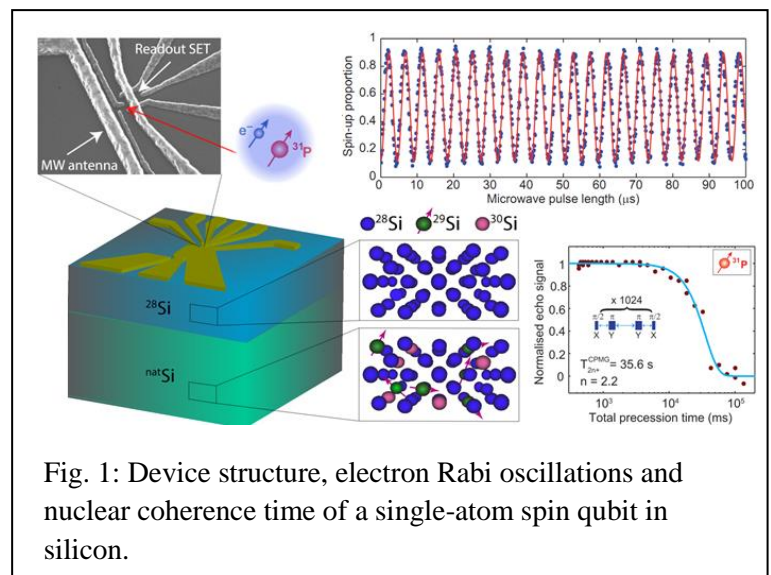 Readout SET
e⁻
³¹P
MW antenna
Spin-up proportion
1
0.8
0.6
0.4
0.2
0
0 10 20 30 40 50 60 70 80 90 100
Microwave pulse length (μs)
²⁸Si ²⁹Si ³⁰Si
²⁸Si
ⁿᵃᵗSi
Normalised echo signal
1
0.8
0.6
0.4
0.2
0
³¹P
x 1024
π/2 π π π/2
X Y Y X
T₂ₙ₊^CPMG = 35.6 s
n = 2.2
10³ 10⁴ 10⁵
Total precession time (ms)
Fig. 1: Device structure, electron Rabi oscillations and
nuclear coherence time of a single-atom spin qubit in
silicon.